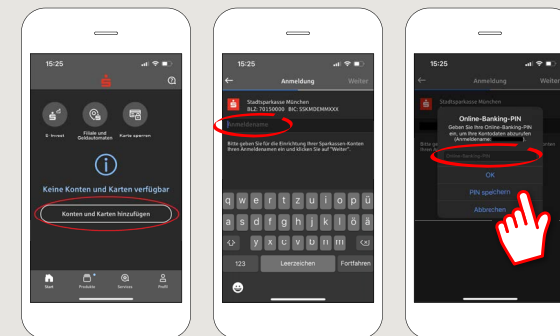 15:25
S-Invest
Filiale und
Geldautomaten
Karte sperren
Keine Konten und Karten verfügbar
Konten und Karten hinzufügen
Start
Produkte
Services
Profil
15:25
Anmeldung
Weiter
Stadtsparkasse München
BLZ: 70150000 BIC: SSKMDEMMXXX
Anmeldename
Bitte geben Sie für die Einrichtung Ihrer Sparkassen-Konten
Ihren Anmeldenamen ein und klicken Sie auf "Weiter".
q w e r t z u i o p ü
a s d f g h j k l ö ä
y x c v b n m
123
Leerzeichen
Fortfahren
15:25
Anmeldung
Weiter
Stadtsparkasse München
Online-Banking-PIN
Geben Sie Ihre Online-Banking-PIN
ein, um Ihre Kontodaten abzurufen
(Anmeldename: ).
Online-Banking-PIN
OK
PIN speichern
Abbrechen